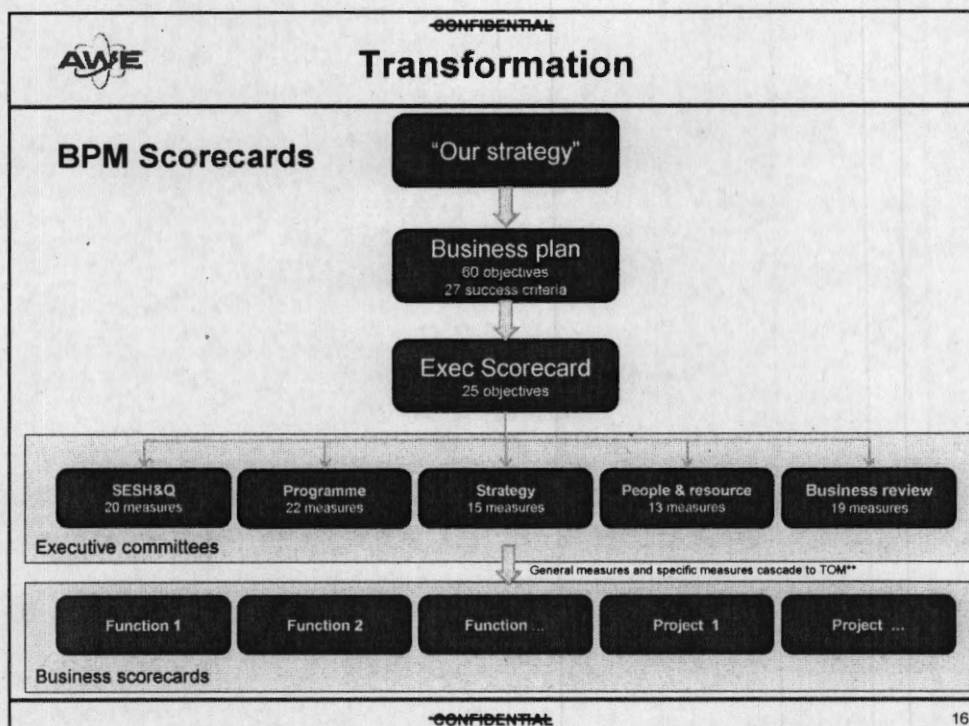 CONFIDENTIAL
AWE
Transformation
BPM Scorecards
"Our strategy"
Business plan
60 objectives
27 success criteria
Exec Scorecard
25 objectives
SESH&Q
20 measures
Programme
22 measures
Strategy
15 measures
People & resource
13 measures
Business review
19 measures
Executive committees
General measures and specific measures cascade to TOM**
Function 1
Function 2
Function ...
Project 1
Project ...
Business scorecards
CONFIDENTIAL
16